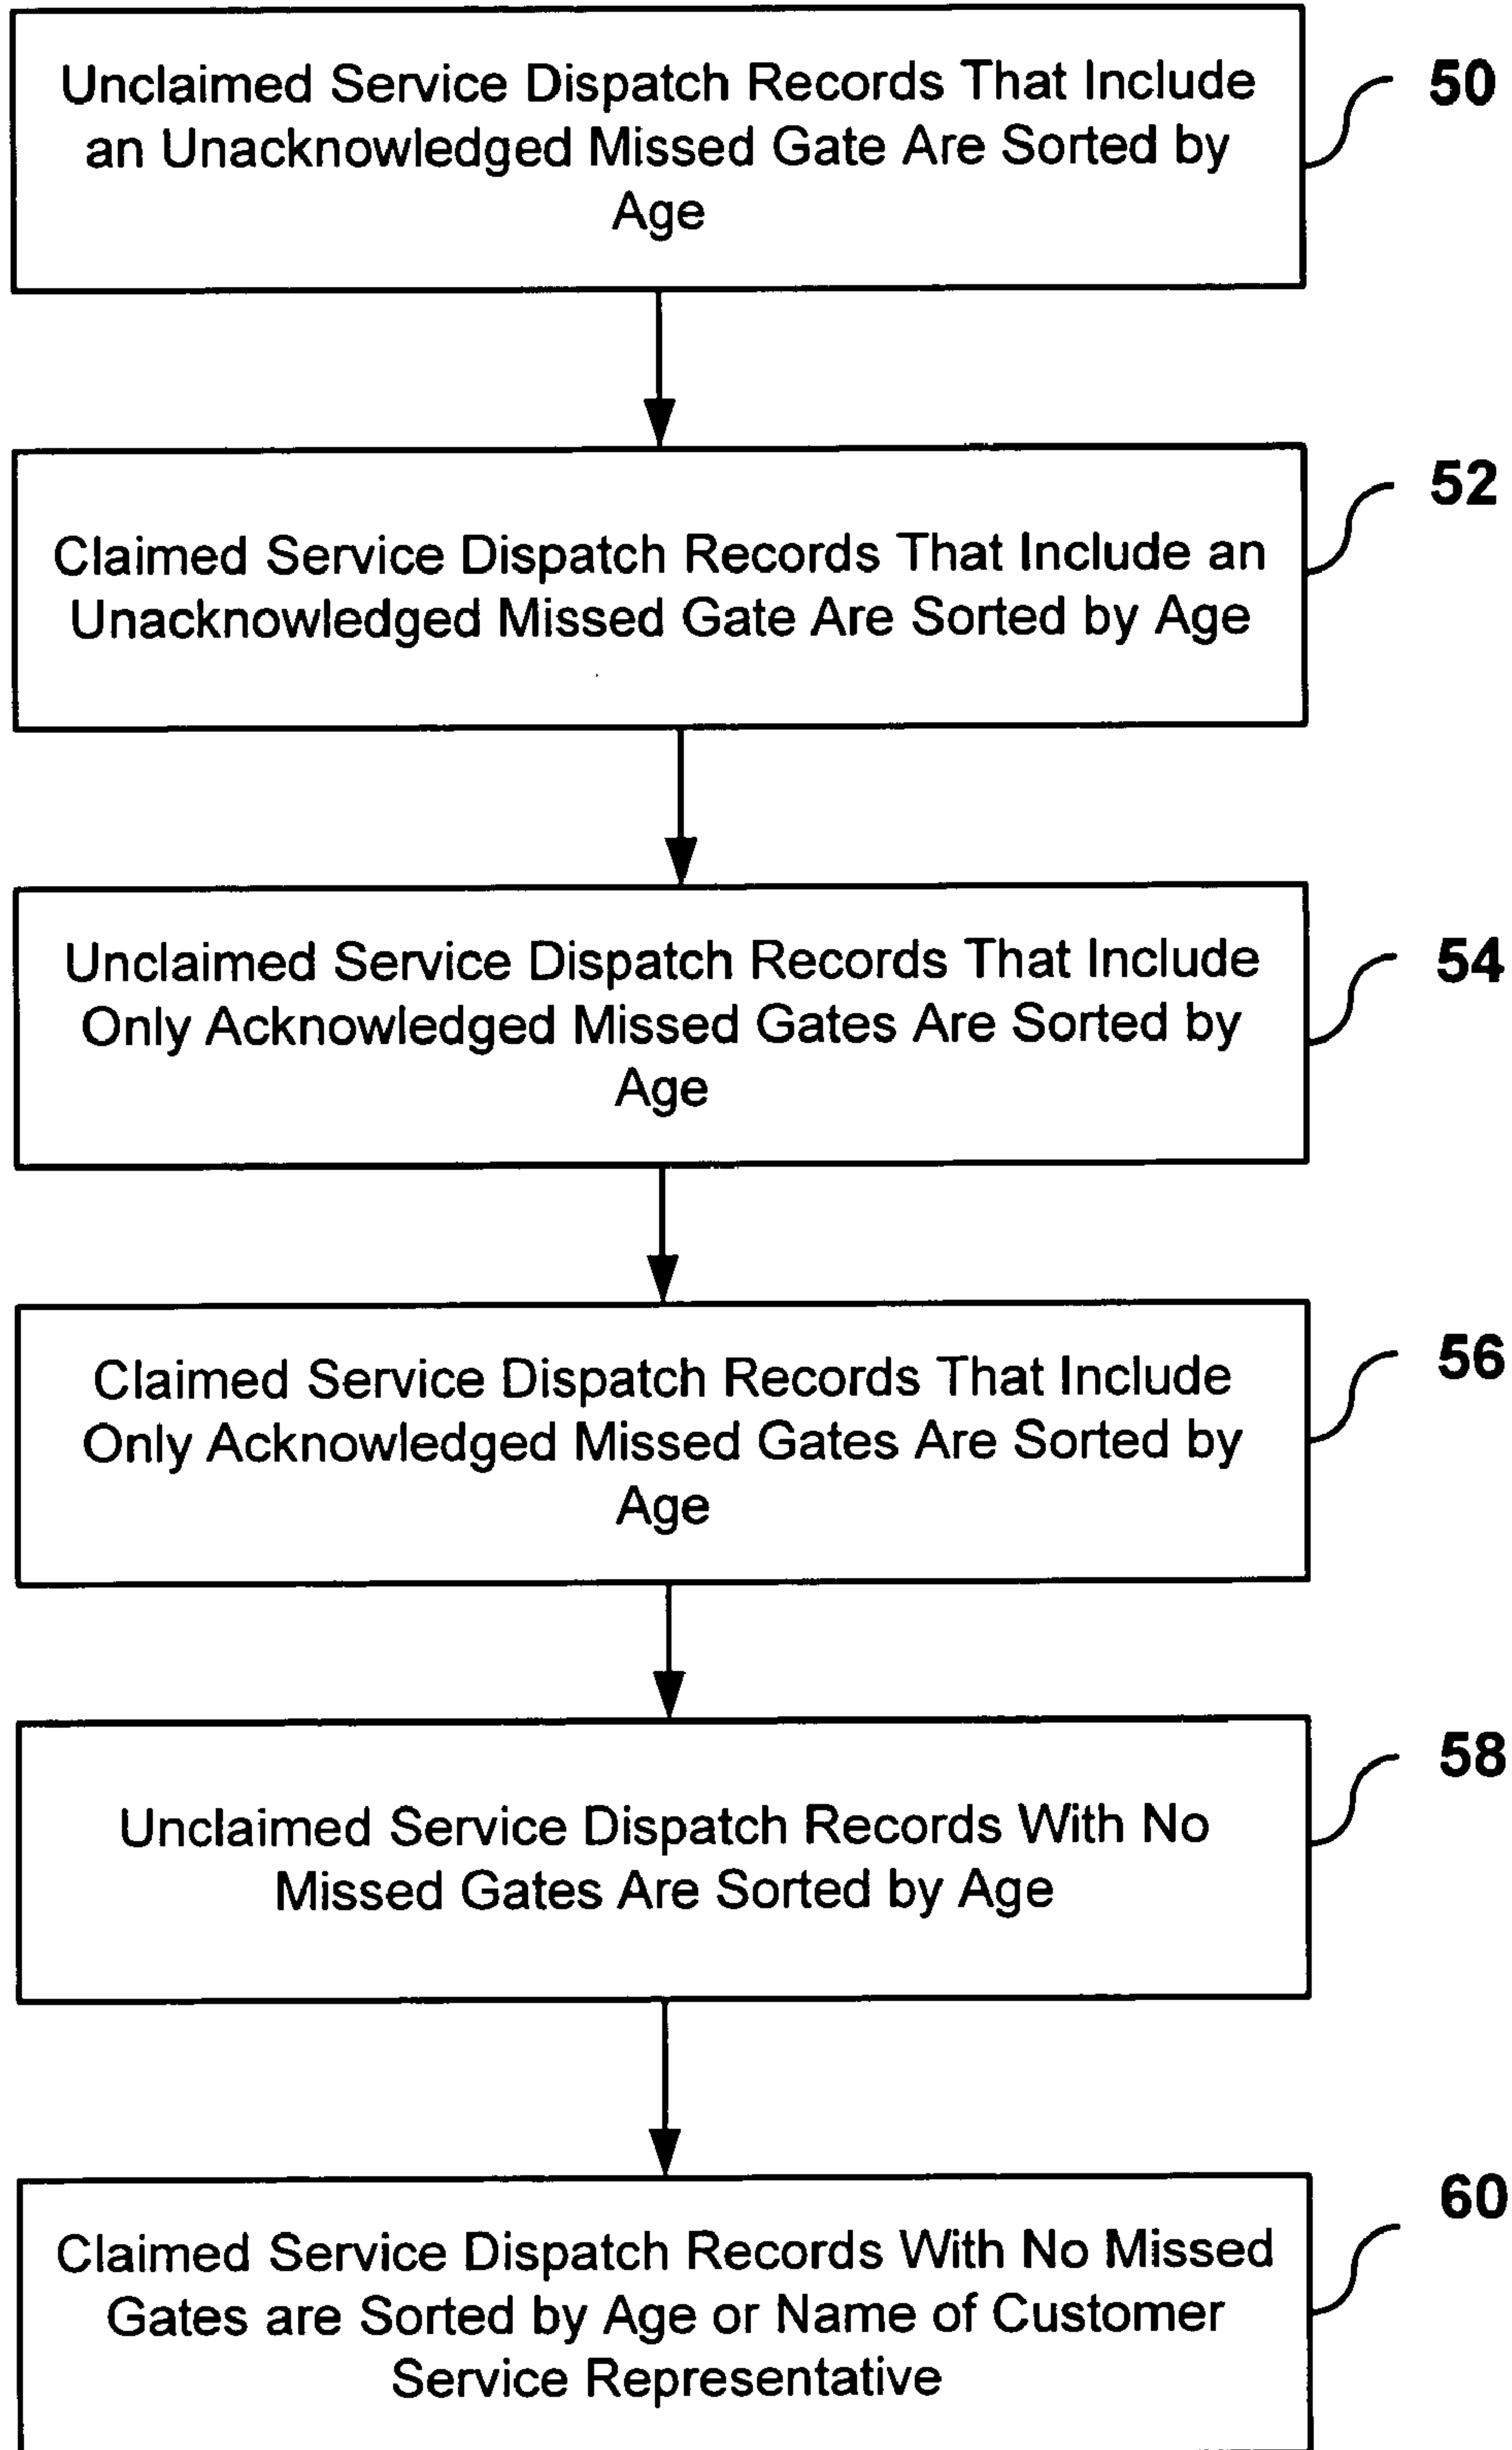 Unclaimed Service Dispatch Records That Include
an Unacknowledged Missed Gate Are Sorted by
Age
50
Claimed Service Dispatch Records That Include an
Unacknowledged Missed Gate Are Sorted by Age
52
Unclaimed Service Dispatch Records That Include
Only Acknowledged Missed Gates Are Sorted by
Age
54
Claimed Service Dispatch Records That Include
Only Acknowledged Missed Gates Are Sorted by
Age
56
Unclaimed Service Dispatch Records With No
Missed Gates Are Sorted by Age
58
Claimed Service Dispatch Records With No Missed
Gates are Sorted by Age or Name of Customer
Service Representative
60